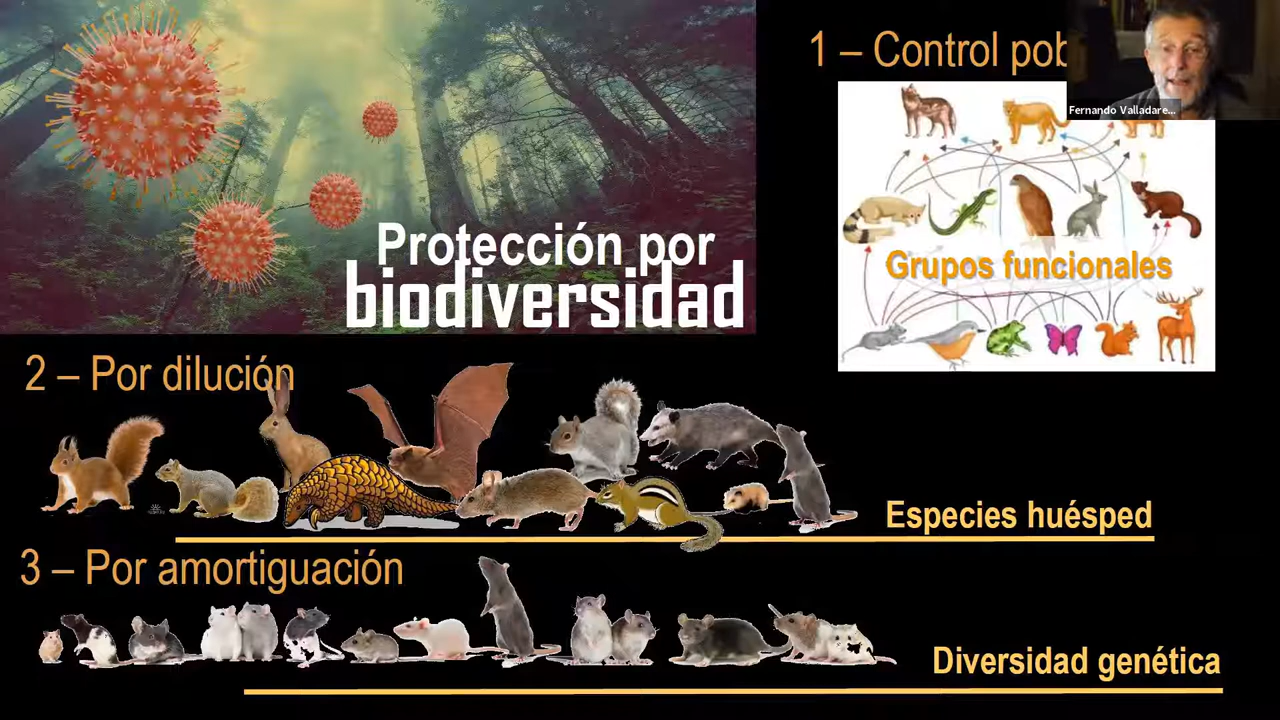 Protección por
biodiversidad
1 – Control pob
Fernando Valladare...
Grupos funcionales
2 – Por dilución
Especies huésped
3 – Por amortiguación
Diversidad genética